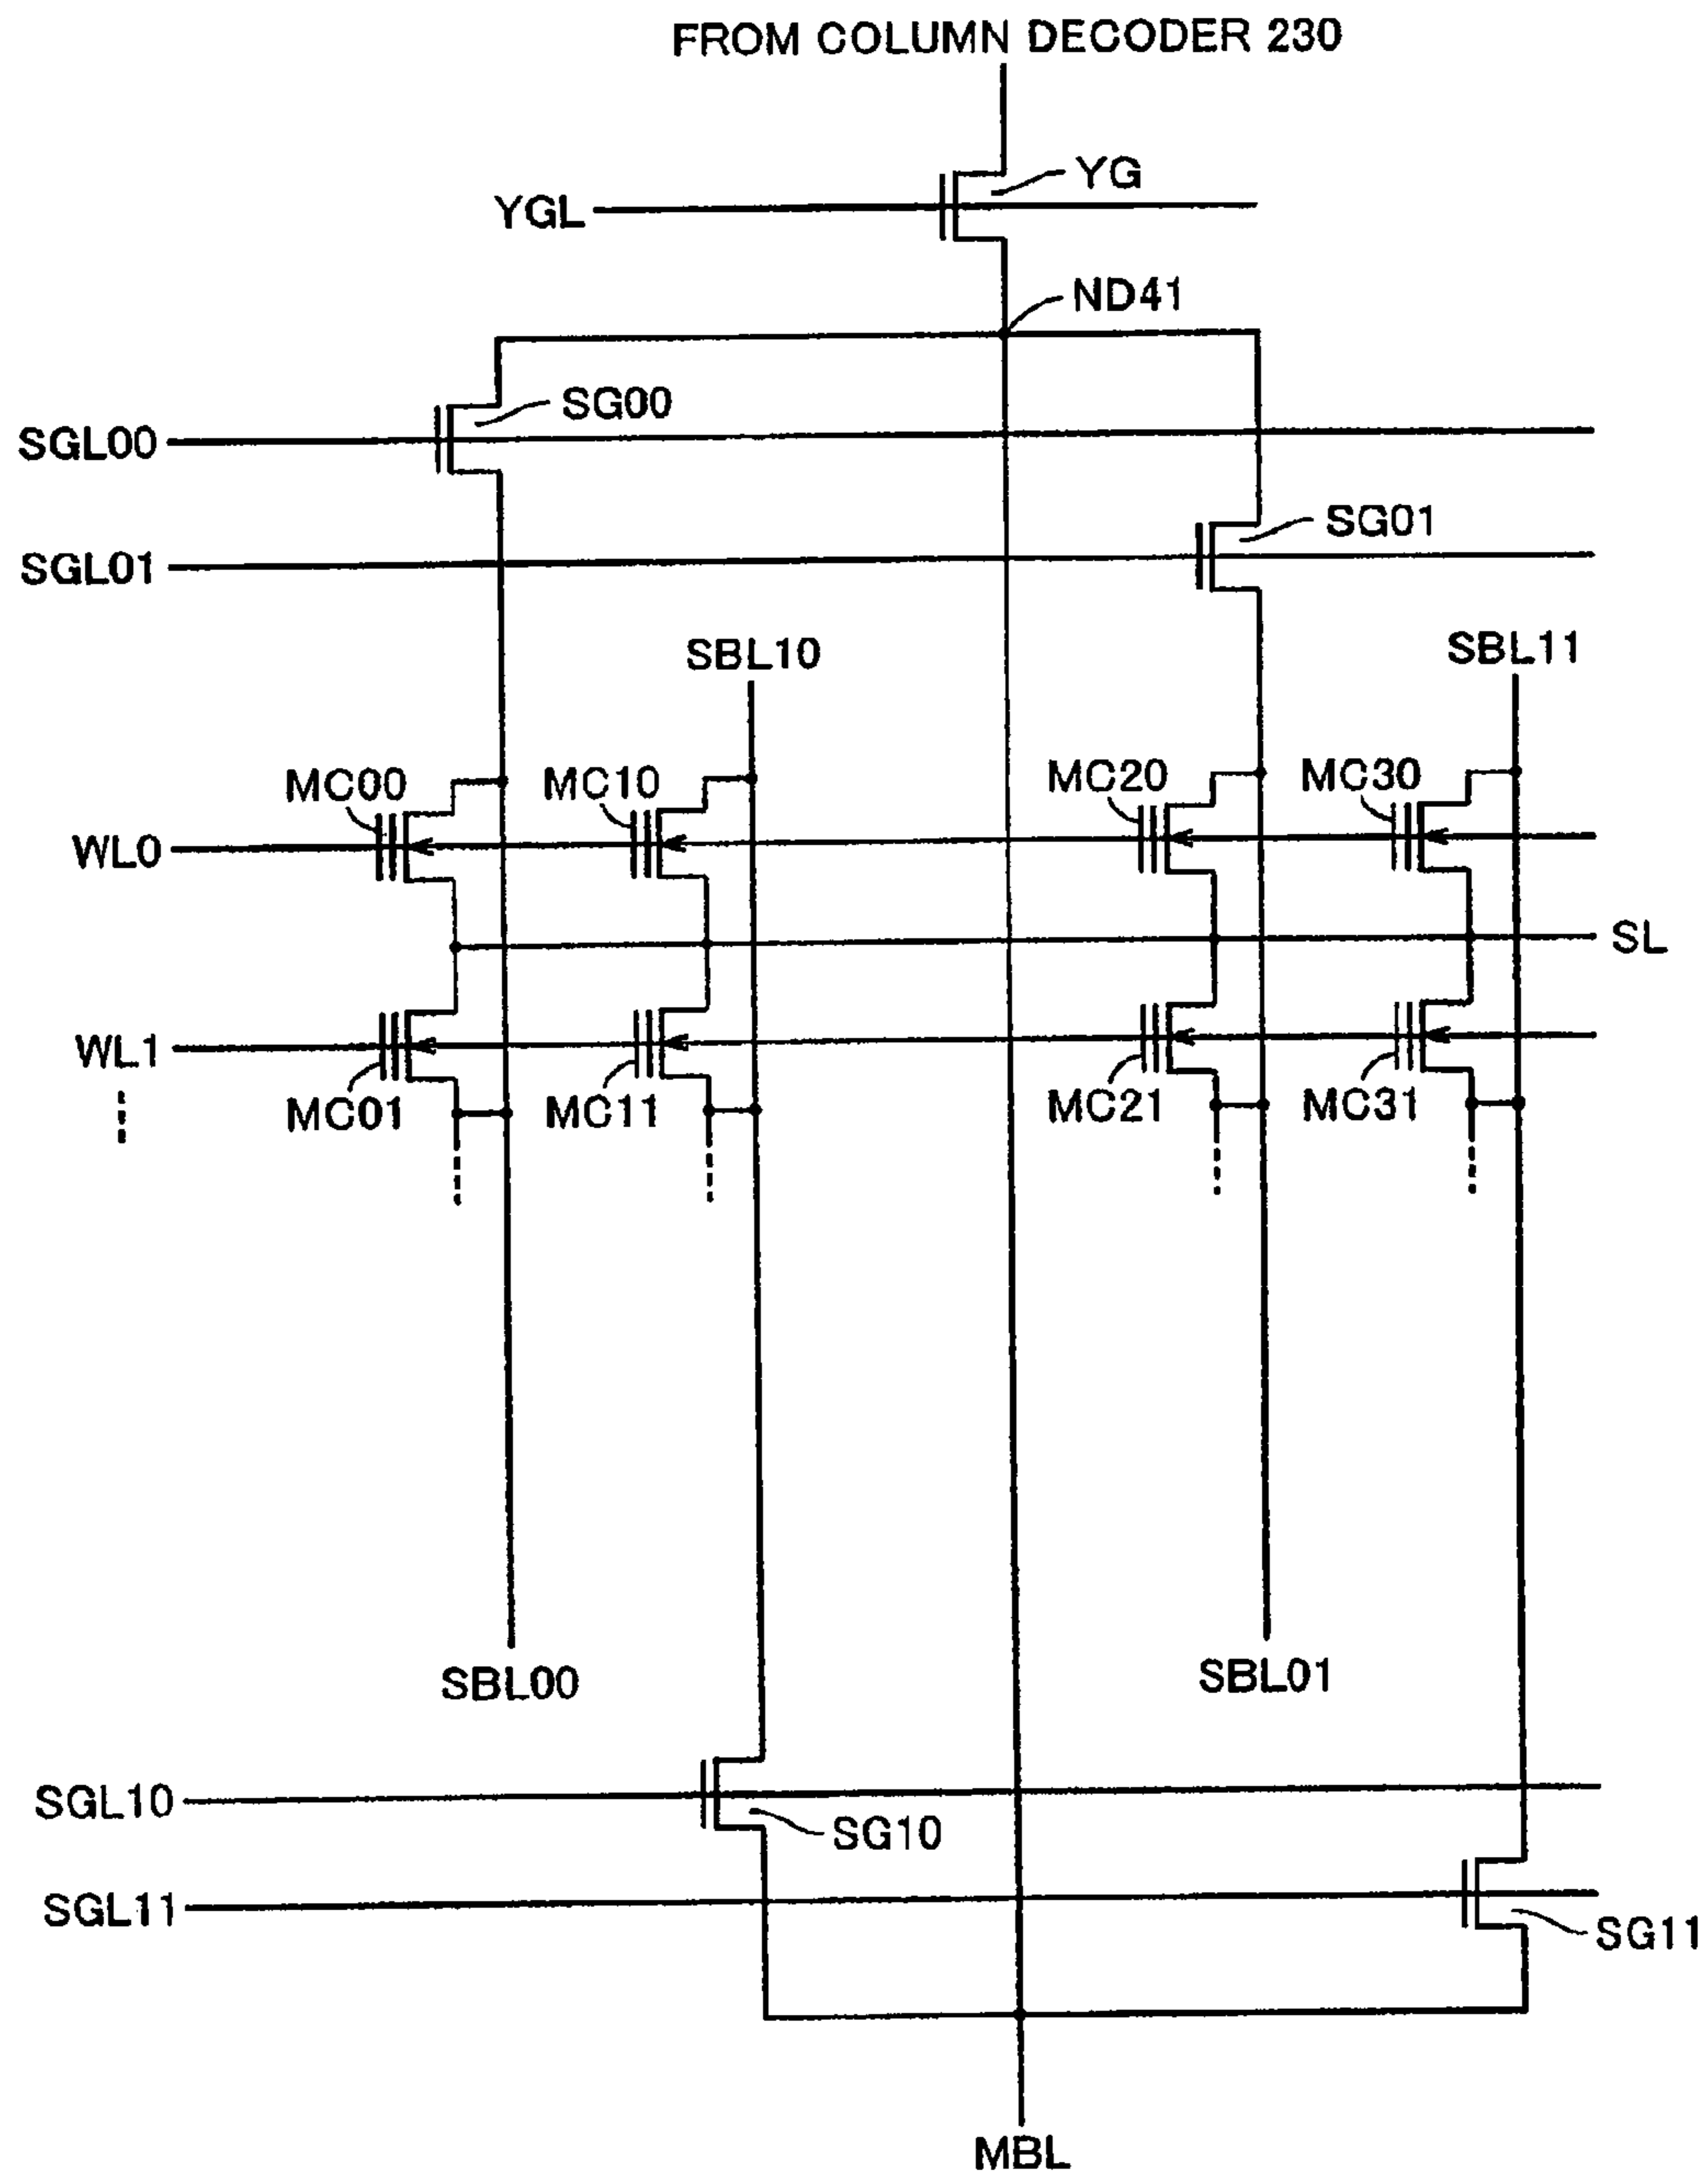 FROM COLUMN DECODER 230
YG
YGL
ND41
SG00
SGL00
SG01
SGL01
SBL10
SBL11
MC00
MC10
MC20
MC30
WL0
SL
WL1
MC01
MC11
MC21
MC31
SBL00
SBL01
SGL10
SG10
SGL11
SG11
MBL